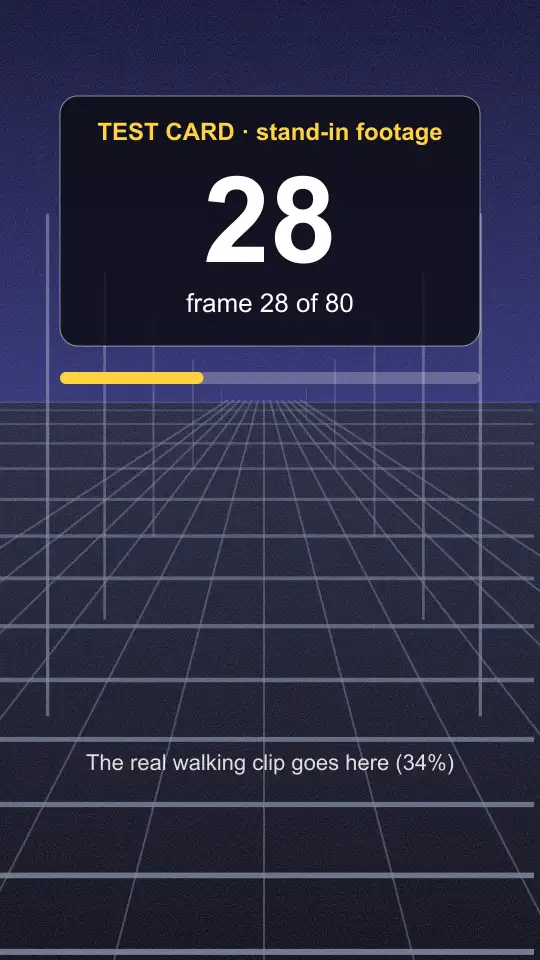 TEST CARD · stand-in footage
28
frame 28 of 80
The real walking clip goes here (34%)